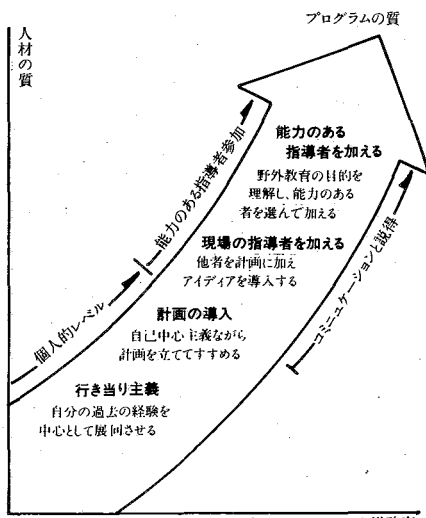 プログラムの質
人材の質
能力のある指導者参加
個人的レベル
能力のある
指導者を加える
野外教育の目的を
理解し、能力のある
者を選んで加える
現場の指導者を加える
他者を計画に加え
アイディアを導入する
コミュニケーションと説得
計画の導入
自己中心主義ながら
計画を立ててすすめる
行き当り主義
自分の過去の経験を
中心として展回させる